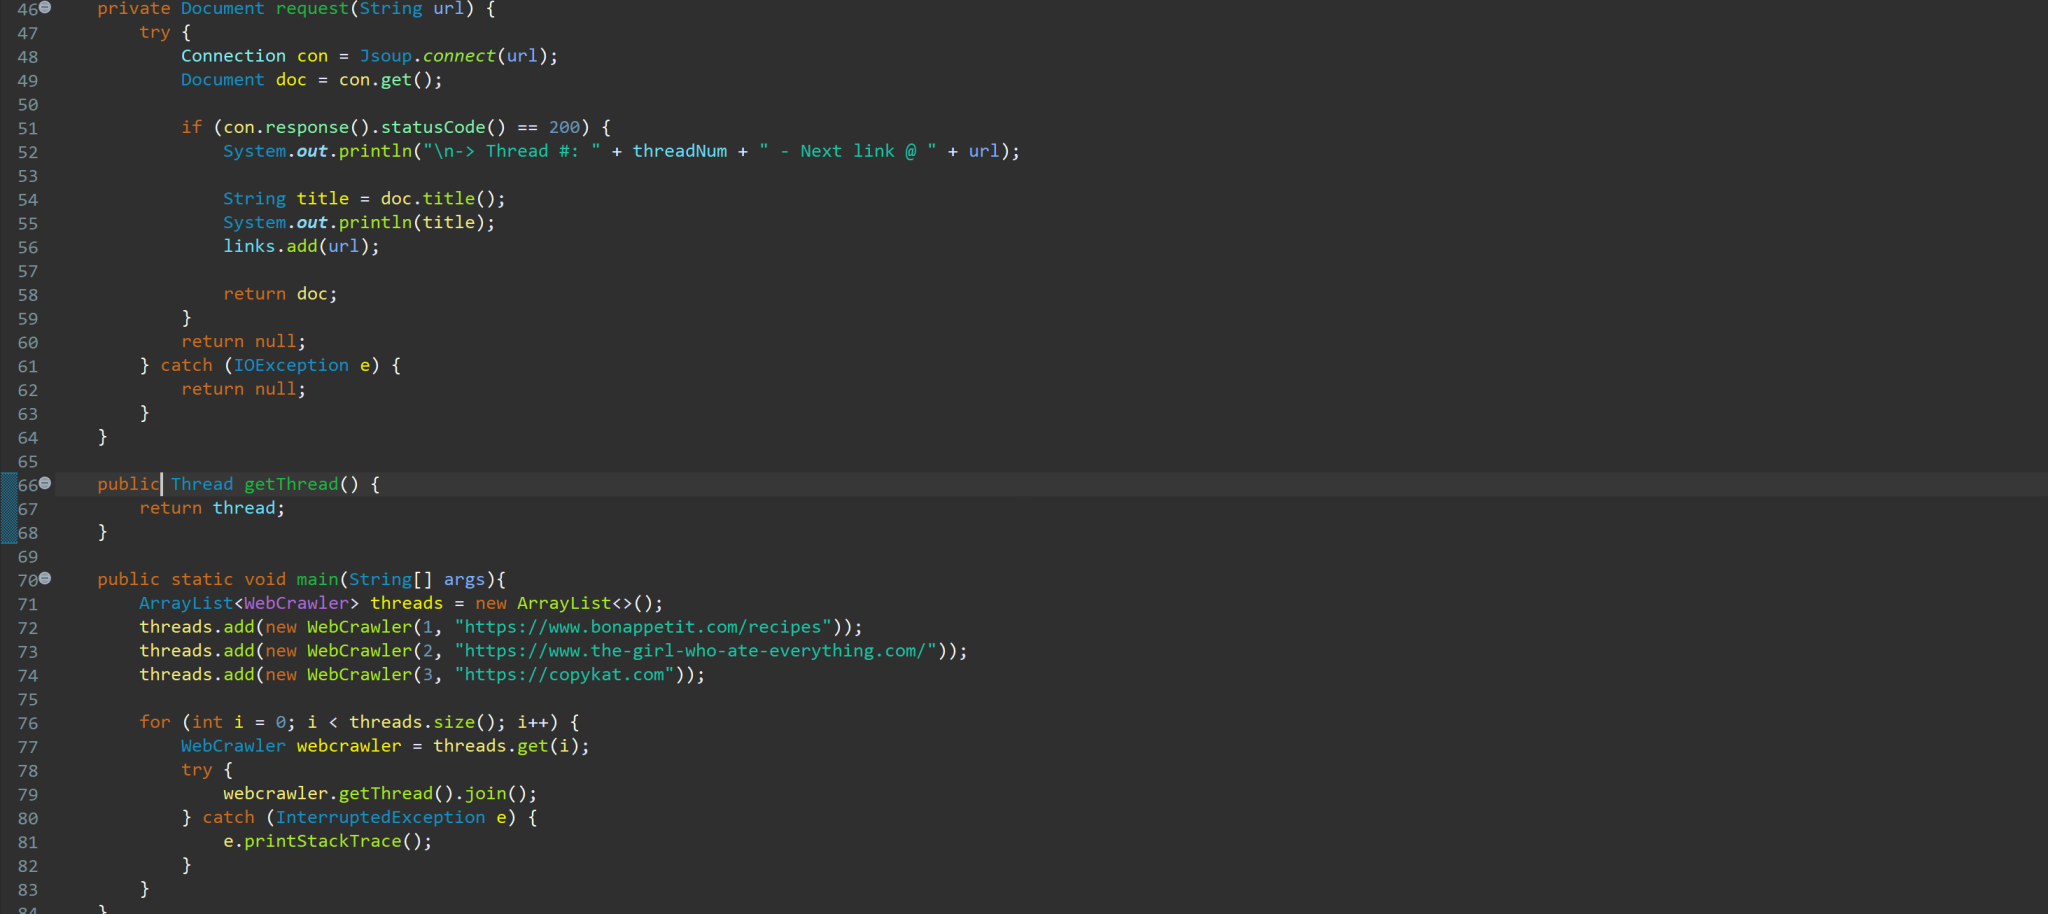 46 private Document request(String url) {
47 try {
48 Connection con = Jsoup.connect(url);
49 Document doc = con.get();
50
51 if (con.response().statusCode() == 200) {
52 System.out.println("\n-> Thread #: " + threadNum + " - Next link @ " + url);
53
54 String title = doc.title();
55 System.out.println(title);
56 links.add(url);
57
58 return doc;
59 }
60 return null;
61 } catch (IOException e) {
62 return null;
63 }
64 }
65
66 public Thread getThread() {
67 return thread;
68 }
69
70 public static void main(String[] args){
71 ArrayList<WebCrawler> threads = new ArrayList<>();
72 threads.add(new WebCrawler(1, "https://www.bonappetit.com/recipes"));
73 threads.add(new WebCrawler(2, "https://www.the-girl-who-ate-everything.com/"));
74 threads.add(new WebCrawler(3, "https://copykat.com"));
75
76 for (int i = 0; i < threads.size(); i++) {
77 WebCrawler webcrawler = threads.get(i);
78 try {
79 webcrawler.getThread().join();
80 } catch (InterruptedException e) {
81 e.printStackTrace();
82 }
83 }
84 }